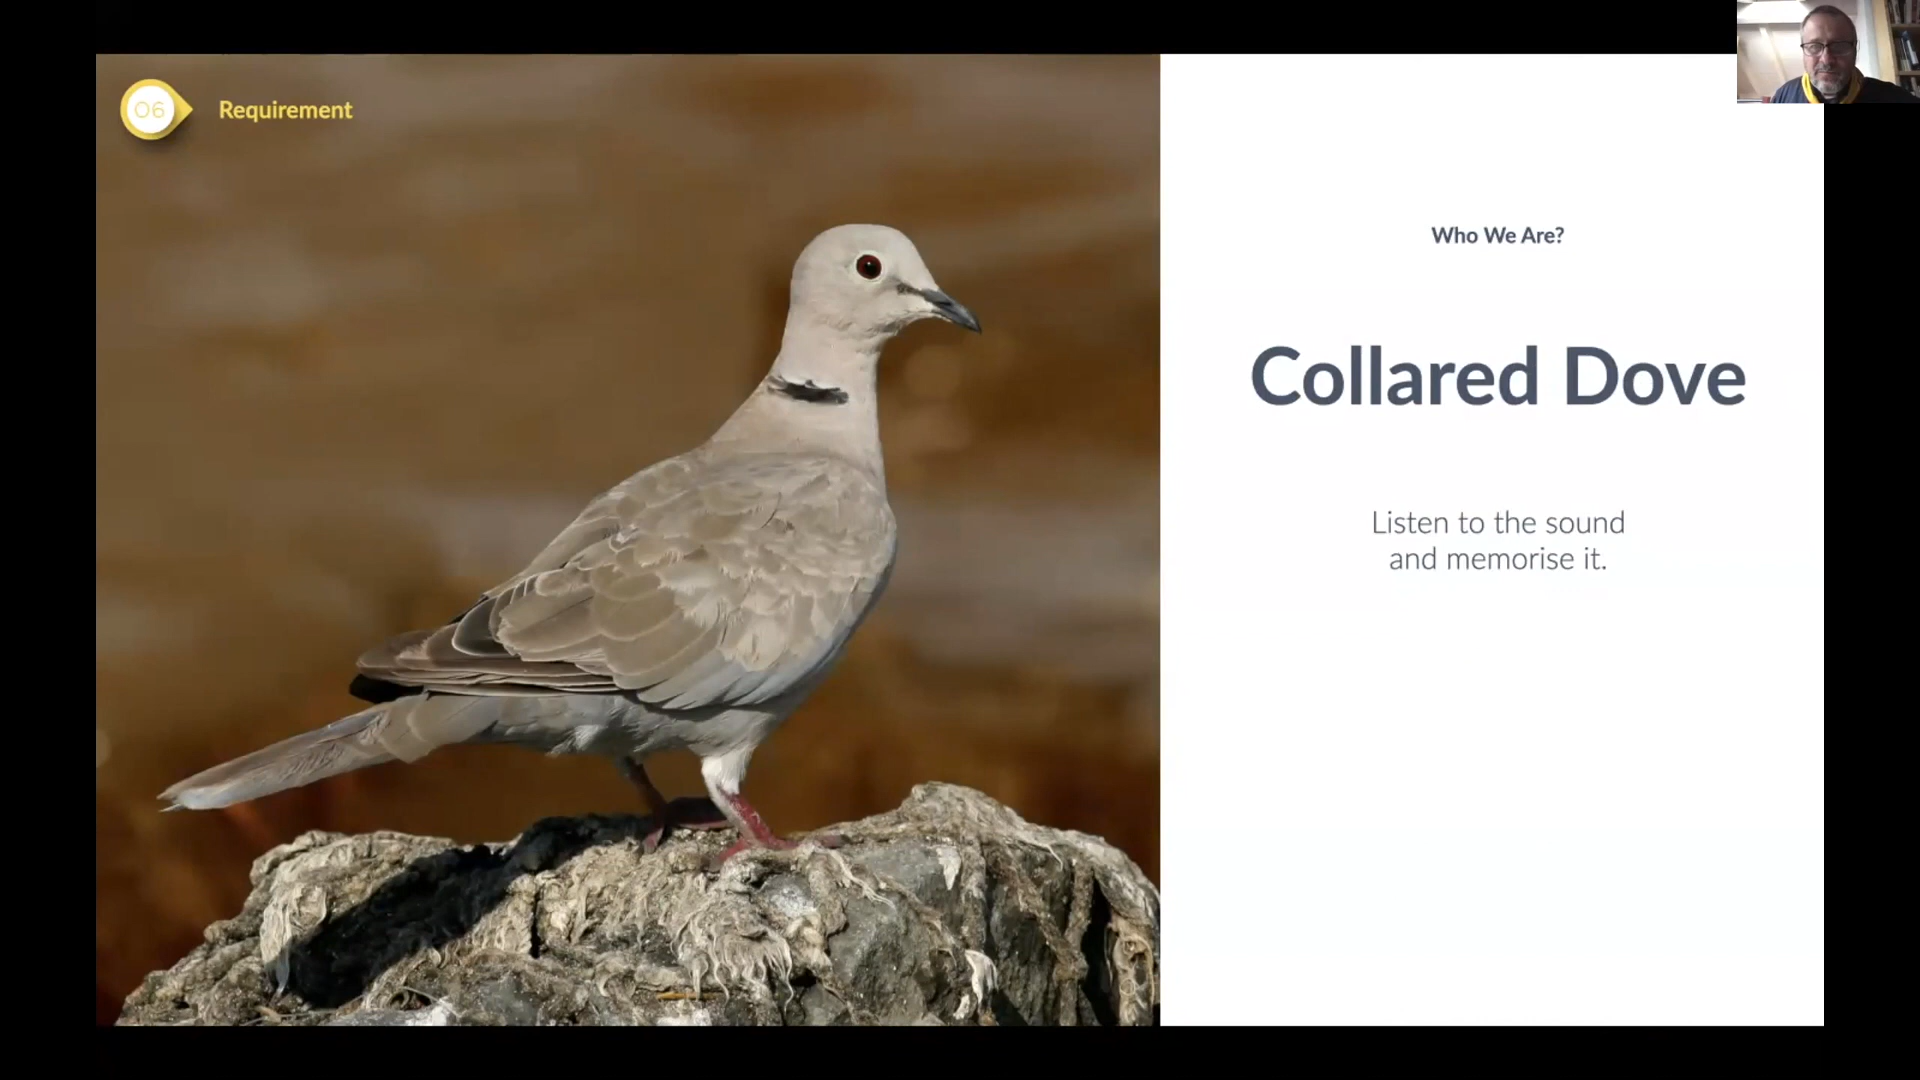 06
Requirement
Who We Are?
Collared Dove
Listen to the sound
and memorise it.